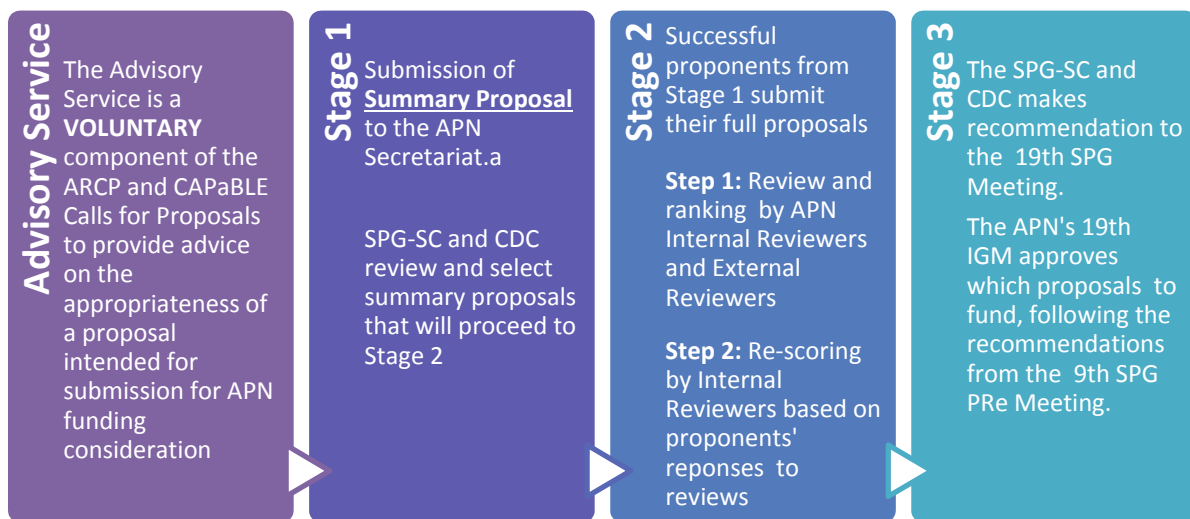 Advisory Service
The Advisory
Service is a
VOLUNTARY
component of the
ARCP and CAPaBLE
Calls for Proposals
to provide advice
on the
appropriateness of
a proposal
intended for
submission for APN
funding
consideration
Stage 1
Submission of
Summary Proposal
to the APN
Secretariat.a
SPG-SC and CDC
review and select
summary proposals
that will proceed to
Stage 2
Stage 2
Successful
proponents from
Stage 1 submit
their full proposals
Step 1: Review and
ranking by APN
Internal Reviewers
and External
Reviewers
Step 2: Re-scoring
by Internal
Reviewers based on
proponents'
reponses to
reviews
Stage 3
The SPG-SC and
CDC makes
recommendation to
the 19th SPG
Meeting.
The APN's 19th
IGM approves
which proposals to
fund, following the
recommendations
from the 9th SPG
PRe Meeting.